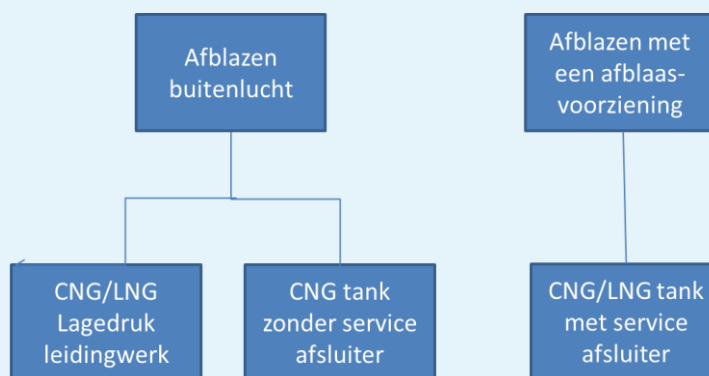 Afblazen
buitenlucht
Afblazen met
een afblaas-
voorziening
CNG/LNG
Lagedruk
leidingwerk
CNG tank
zonder service
afsluiter
CNG/LNG tank
met service
afsluiter